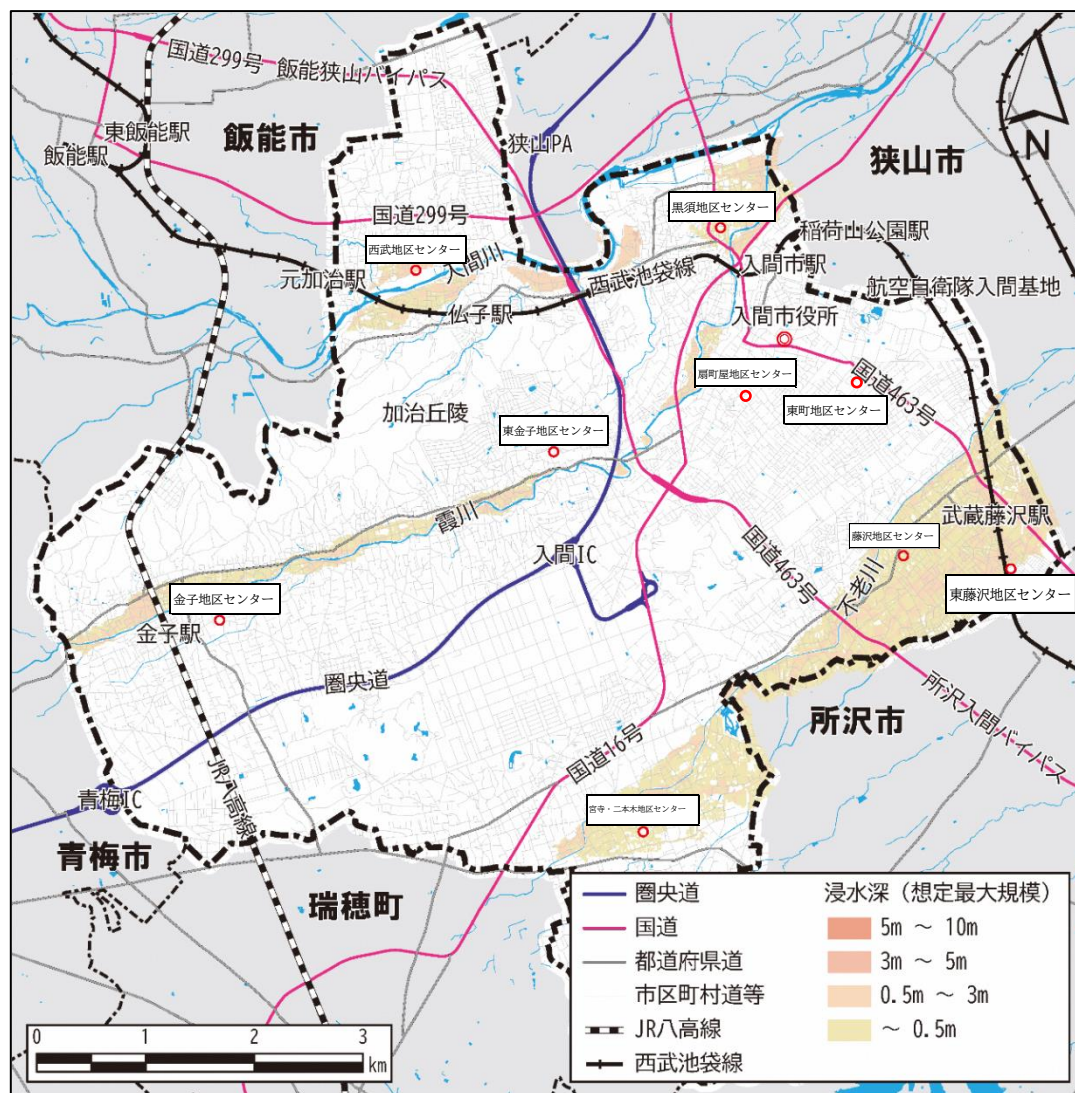 国道299号 飯能狭山バイパス
東飯能駅
飯能市
飯能駅
狭山PA
狭山市
N
国道299号
黒須地区センター
西武地区センター
稲荷山公園駅
入間川
元加治駅
西武池袋線
入間市駅
航空自衛隊入間基地
仏子駅
入間市役所
扇町屋地区センター
国道463号
加治丘陵
東町地区センター
東金子地区センター
霞川
武蔵藤沢駅
入間IC
藤沢地区センター
国道463号
不老川
金子地区センター
東藤沢地区センター
金子駅
圏央道
所沢市
所沢入間バイパス
国道16号
JR八高線
青梅IC
宮寺・二本木地区センター
青梅市
瑞穂町
圏央道
国道
都道府県道
市区町村道等
JR八高線
西武池袋線
浸水深（想定最大規模）
5m ～ 10m
3m ～ 5m
0.5m ～ 3m
～ 0.5m
0 1 2 3
km